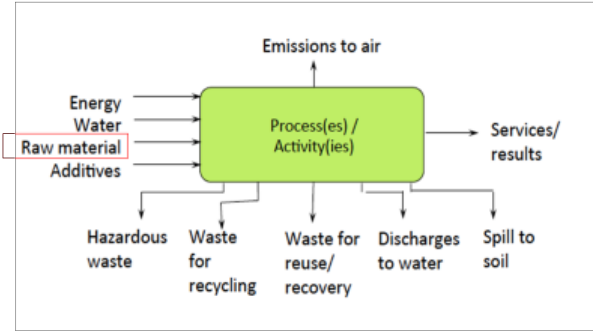 Emissions to air
Energy
Water
Raw material
Additives
Process(es) /
Activity(ies)
Services/
results
Hazardous
waste
Waste
for
recycling
Waste for
reuse/
recovery
Discharges
to water
Spill to
soil